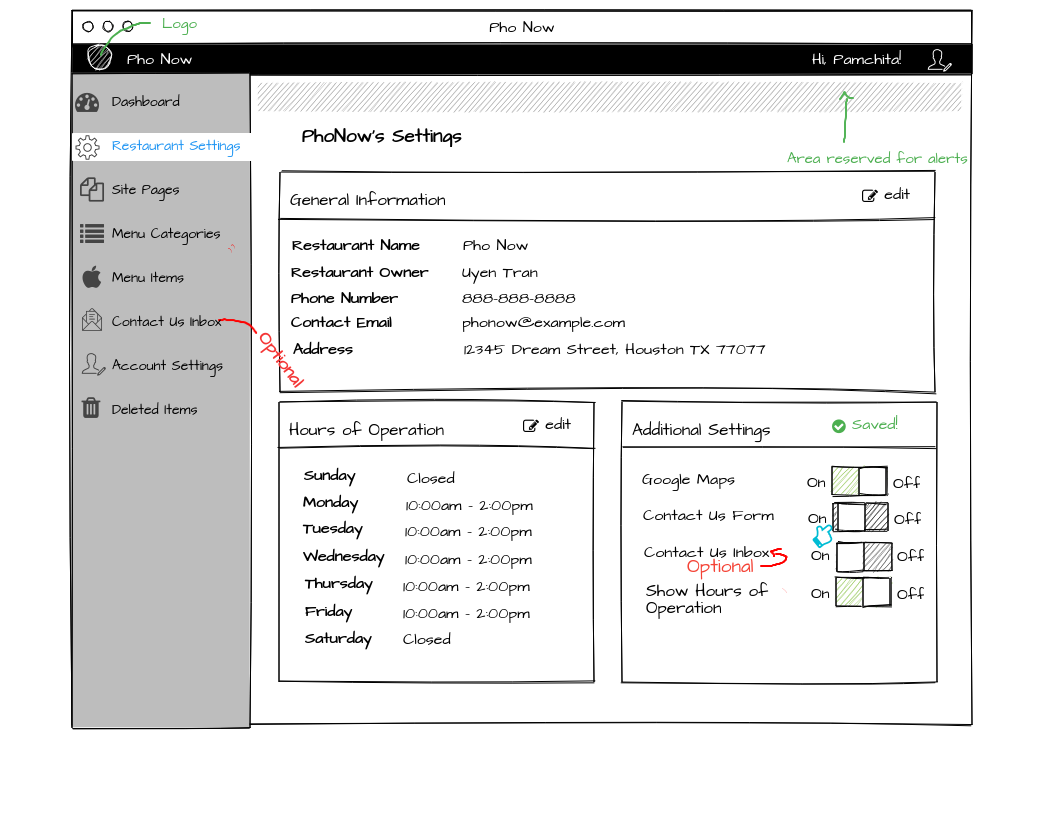 Logo
Pho Now
Pho Now
Hi, Pamchita!
Dashboard
Restaurant Settings
Site Pages
Menu Categories
Menu Items
Contact Us Inbox
Optional
Account Settings
Deleted Items
PhoNow's Settings
Area reserved for alerts
General Information
edit
Restaurant Name Pho Now
Restaurant Owner Uyen Tran
Phone Number 888-888-8888
Contact Email phonow@example.com
Address 12345 Dream Street, Houston TX 77077
Hours of Operation
edit
Sunday Closed
Monday 10:00am - 2:00pm
Tuesday 10:00am - 2:00pm
Wednesday 10:00am - 2:00pm
Thursday 10:00am - 2:00pm
Friday 10:00am - 2:00pm
Saturday Closed
Additional Settings
Saved!
Google Maps On Off
Contact Us Form On Off
Contact Us Inbox On Off
Optional
Show Hours of On Off
Operation